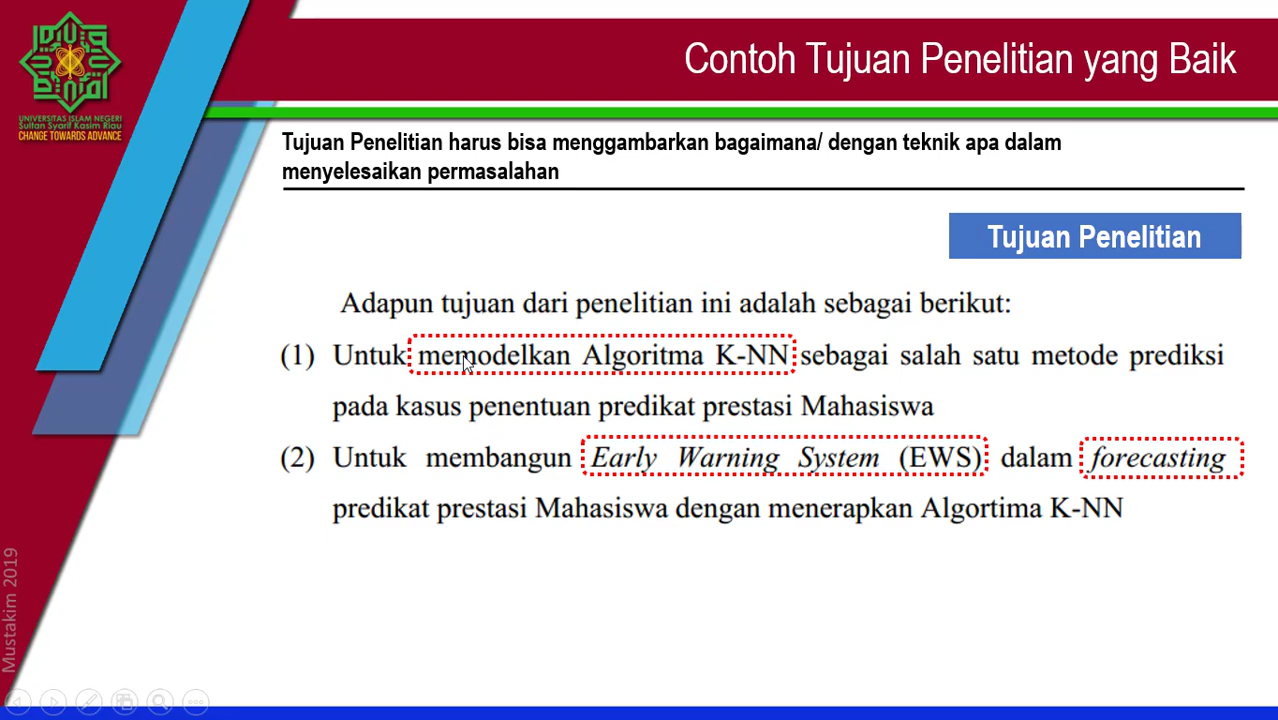 Contoh Tujuan Penelitian yang Baik
UNIVERSITAS ISLAM NEGERI
Sultan Syarif Kasim Riau
CHANGE TOWARDS ADVANCE
Tujuan Penelitian harus bisa menggambarkan bagaimana/ dengan teknik apa dalam
menyelesaikan permasalahan
Tujuan Penelitian
Adapun tujuan dari penelitian ini adalah sebagai berikut:
(1) Untuk memodelkan Algoritma K-NN sebagai salah satu metode prediksi
pada kasus penentuan predikat prestasi Mahasiswa
(2) Untuk membangun Early Warning System (EWS) dalam forecasting
predikat prestasi Mahasiswa dengan menerapkan Algortima K-NN
Mustakim 2019